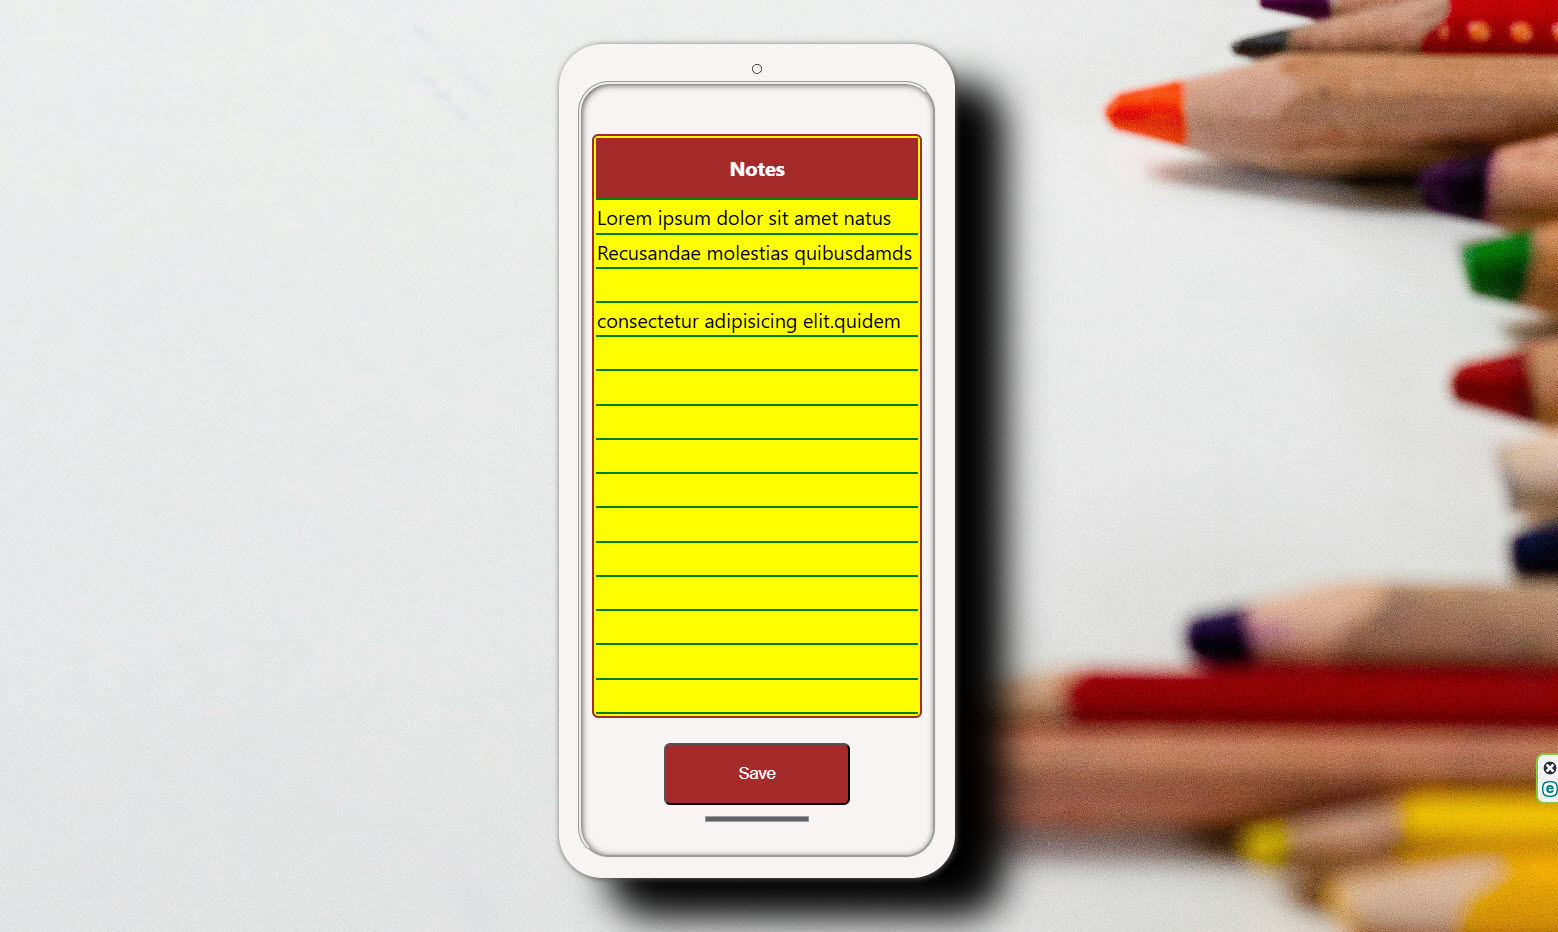 Notes
Lorem ipsum dolor sit amet natus
Recusandae molestias quibusdamds
consectetur adipisicing elit.quidem
Save
e